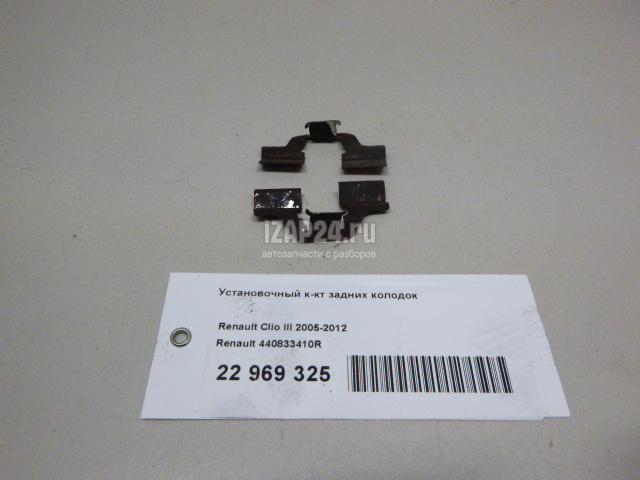 IZAP24.ru
автозапчасти с разборов
Установочный к-кт задних колодок
Renault Clio III 2005-2012
Renault 440833410R
22 969 325